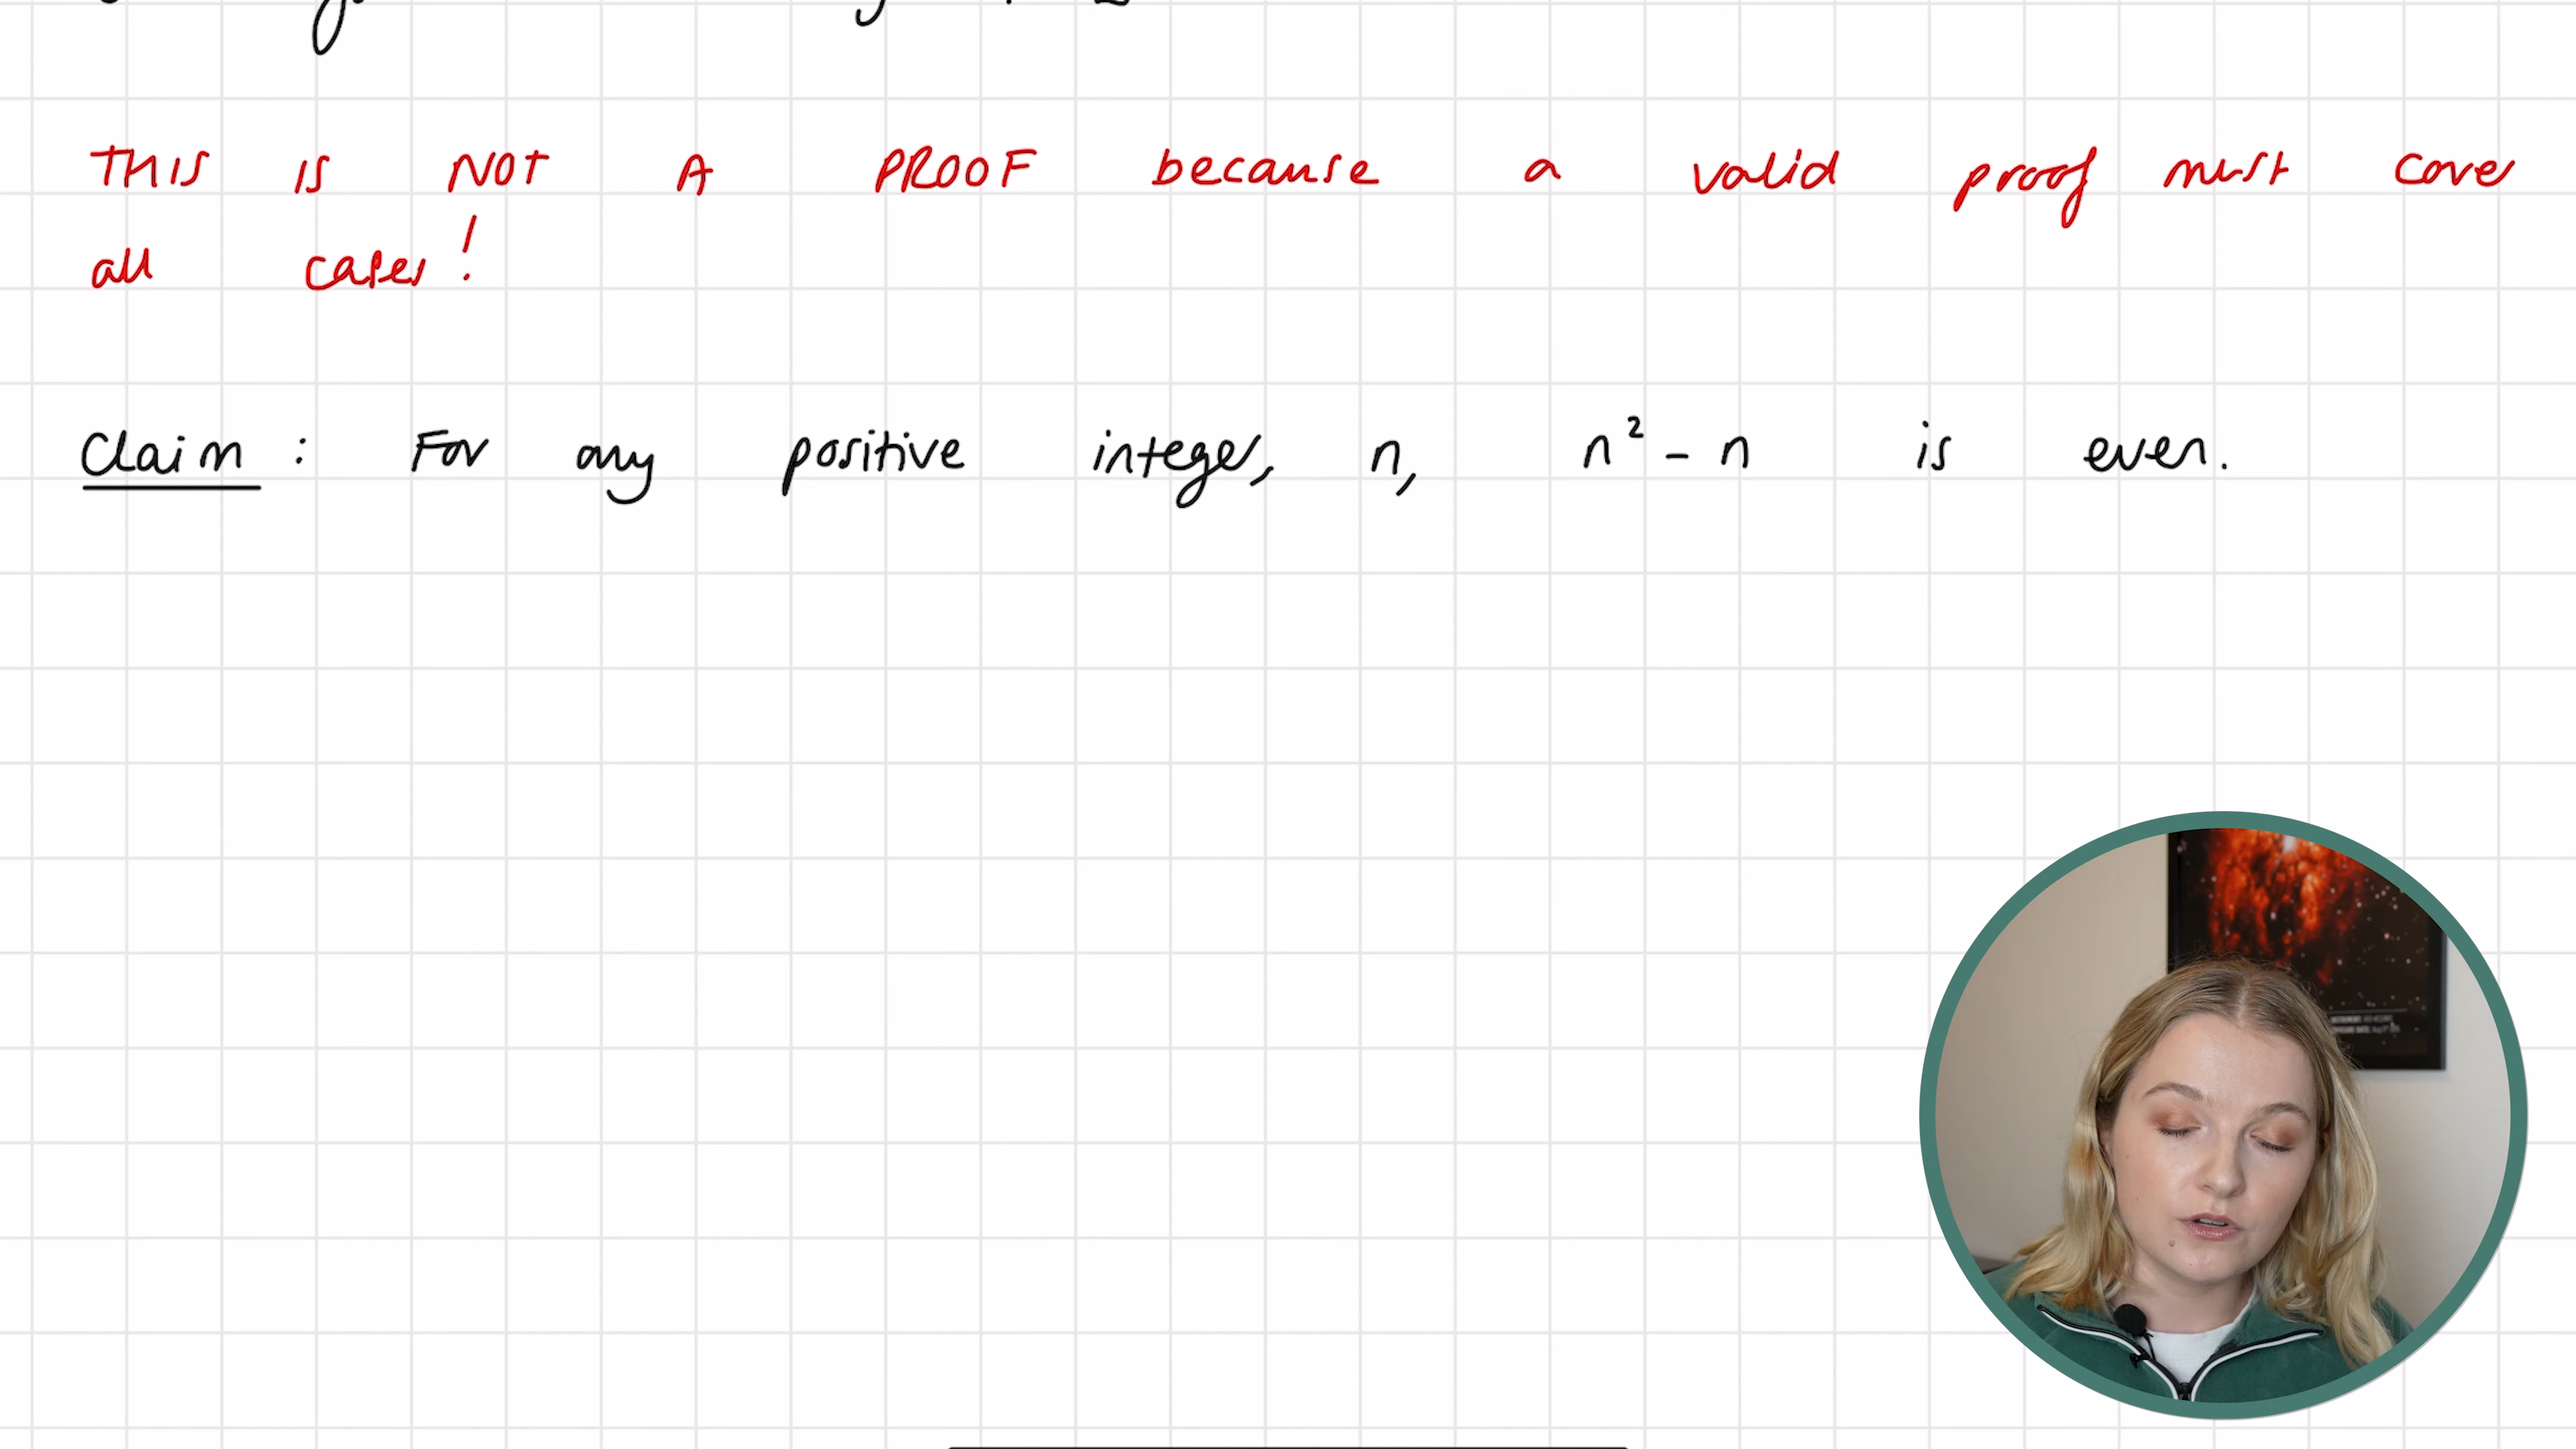 THIS IS NOT A PROOF because a valid proof must cover
all cases!
Claim: For any positive integer, n, n² - n is even.